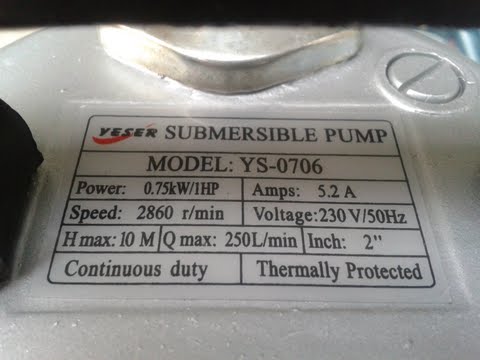 YESER SUBMERSIBLE PUMP
MODEL: YS-0706
Power: 0.75kW/1HP Amps: 5.2 A
Speed: 2860 r/min Voltage:230 V/50Hz
H max: 10 M Q max: 250L/min Inch: 2"
Continuous duty Thermally Protected